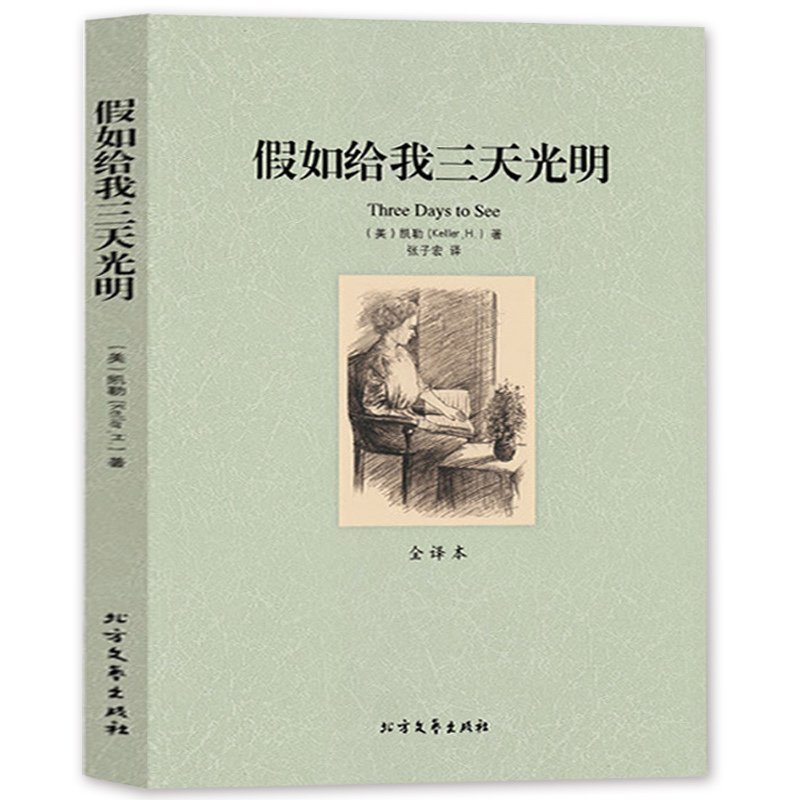 假如给我三天光明
Three Days to See
（美）凯勒（Keller,H.）著
张子宏 译
全译本
北方文艺出版社
假如给我三天光明
（美）凯勒（Keller,H.）著
北方文艺出版社